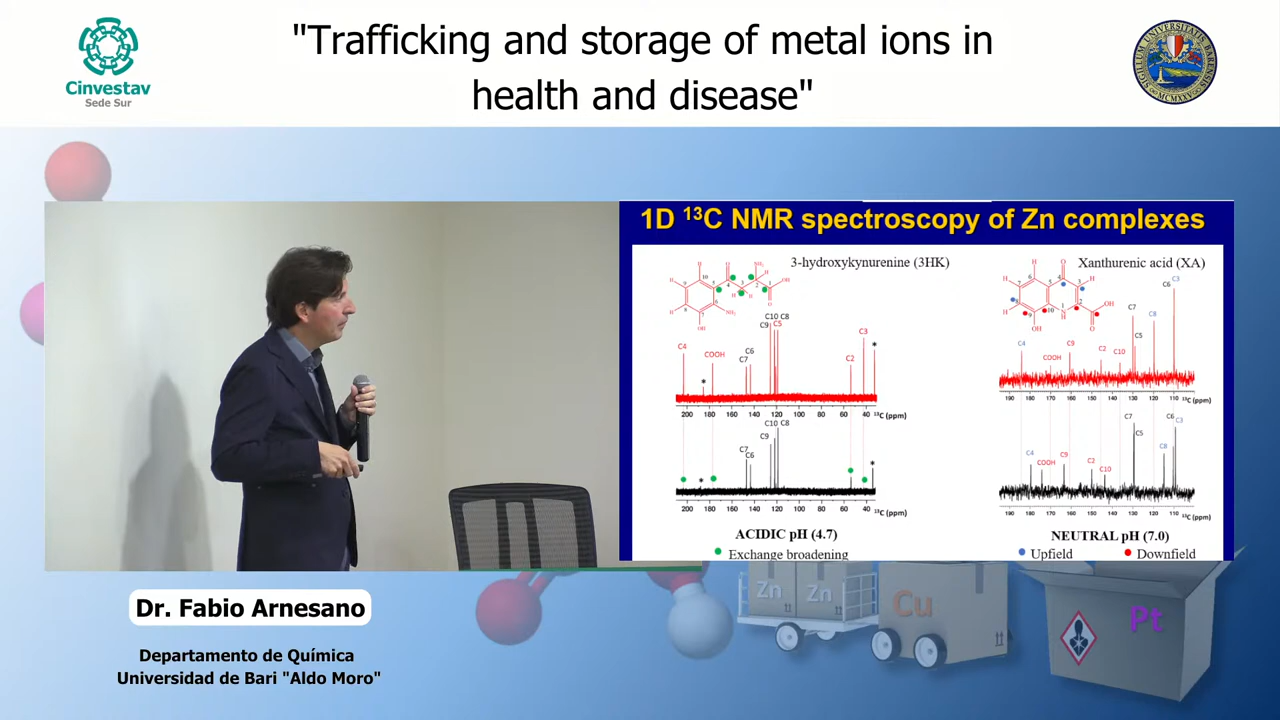 "Trafficking and storage of metal ions in
health and disease"
Cinvestav
Sede Sur
SIGILLUM UNIVERSITATIS BARIENSIS
MCMXXV
1D ¹³C NMR spectroscopy of Zn complexes
3-hydroxykynurenine (3HK)
Xanthurenic acid (XA)
C4 COOH C7 C6 C9 C10 C8 C5 C2 C3 *
*
200 180 160 140 120 100 80 60 40 ¹³C (ppm)
C7 C6 C9 C10 C8 *
*
200 180 160 140 120 100 80 60 40 ¹³C (ppm)
C4 COOH C9 C2 C10 C7 C5 C8 C6 C3
190 180 170 160 150 140 130 120 110 ¹³C (ppm)
C4 COOH C9 C2 C10 C7 C5 C8 C6 C3
190 180 170 160 150 140 130 120 110 ¹³C (ppm)
ACIDIC pH (4.7)
NEUTRAL pH (7.0)
Exchange broadening
Upfield
Downfield
Dr. Fabio Arnesano
Departamento de Química
Universidad de Bari "Aldo Moro"
Zn
Zn
Cu
Pt